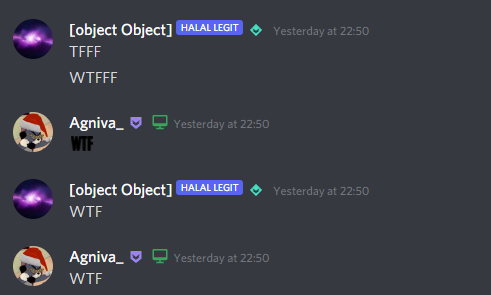 [object Object] HALAL LEGIT Yesterday at 22:50
TFFF
WTFFF
Agniva_ Yesterday at 22:50
WTF
[object Object] HALAL LEGIT Yesterday at 22:50
WTF
Agniva_ Yesterday at 22:50
WTF